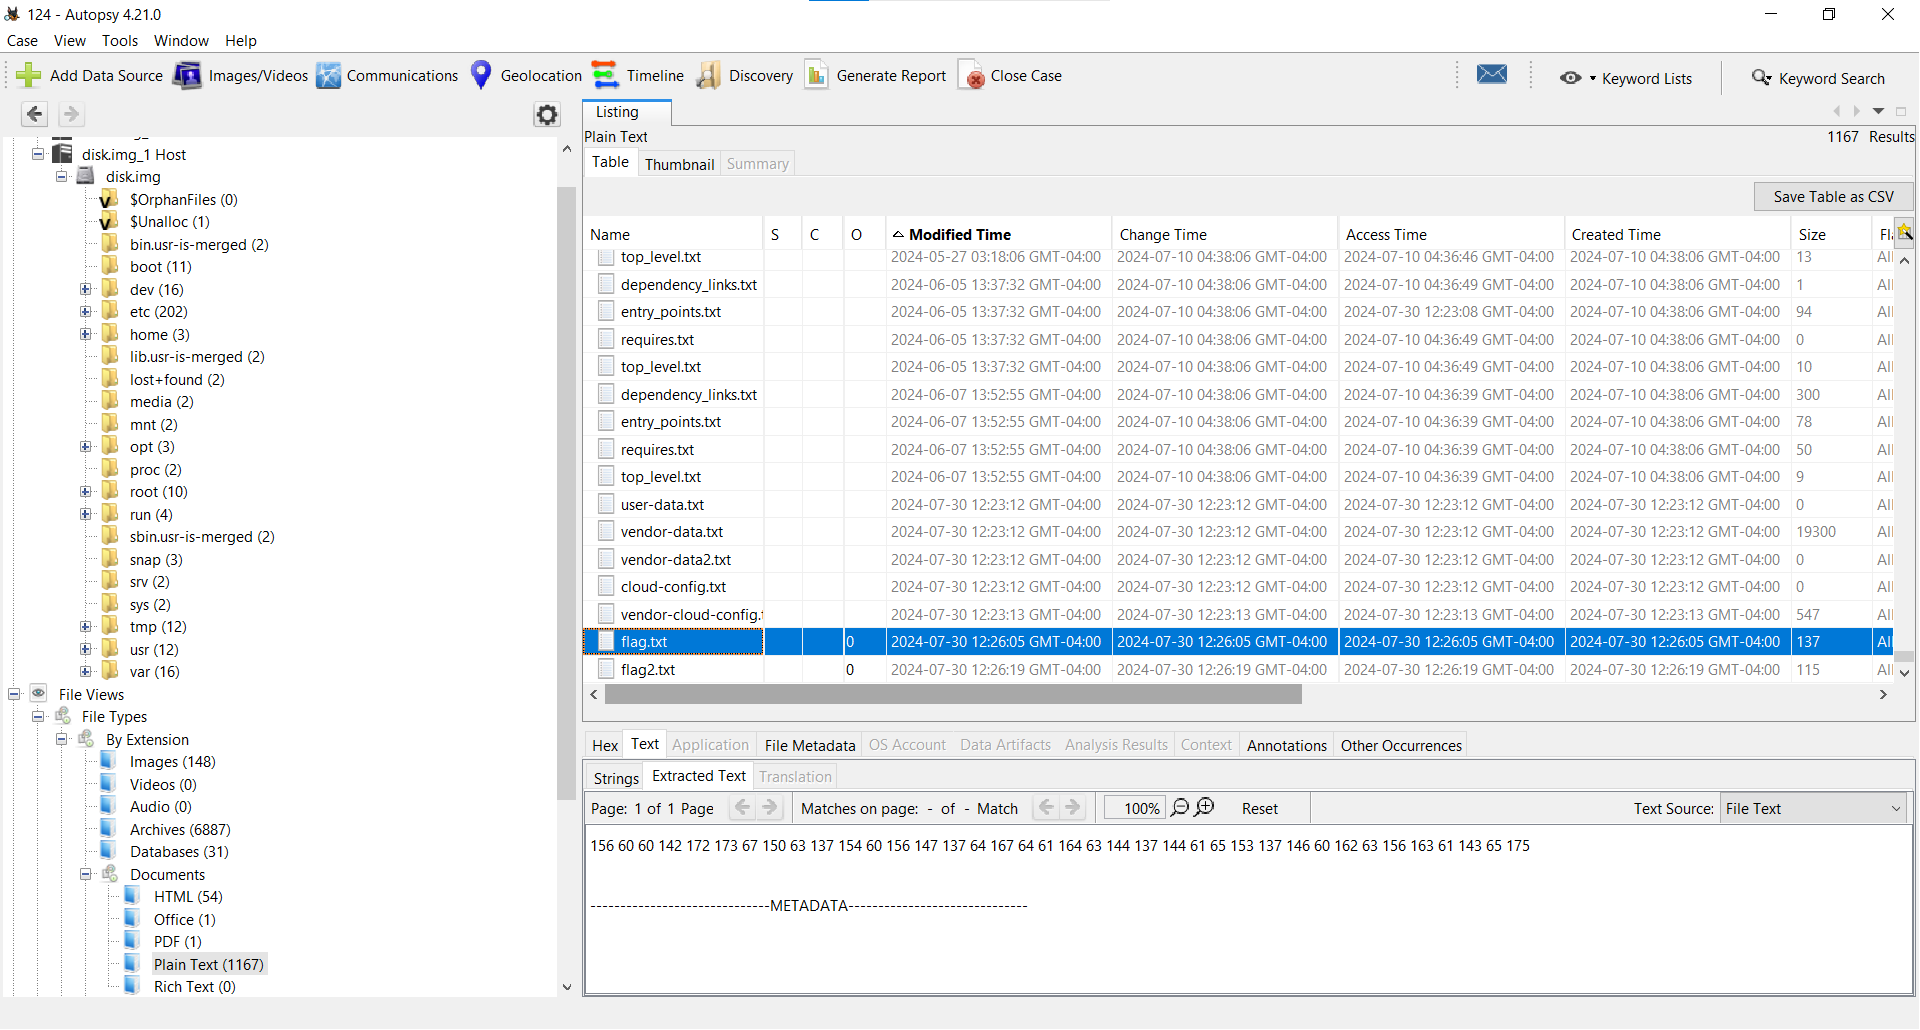 124 - Autopsy 4.21.0
Case View Tools Window Help
Add Data Source Images/Videos Communications Geolocation Timeline Discovery Generate Report Close Case Keyword Lists Keyword Search
disk.img_1 Host
disk.img
$OrphanFiles (0)
$Unalloc (1)
bin.usr-is-merged (2)
boot (11)
dev (16)
etc (202)
home (3)
lib.usr-is-merged (2)
lost+found (2)
media (2)
mnt (2)
opt (3)
proc (2)
root (10)
run (4)
sbin.usr-is-merged (2)
snap (3)
srv (2)
sys (2)
tmp (12)
usr (12)
var (16)
File Views
File Types
By Extension
Images (148)
Videos (0)
Audio (0)
Archives (6887)
Databases (31)
Documents
HTML (54)
Office (1)
PDF (1)
Plain Text (1167)
Rich Text (0)
Listing
Plain Text 1167 Results
Table Thumbnail Summary
Save Table as CSV
Name S C O Modified Time Change Time Access Time Created Time Size Fl
top_level.txt 2024-05-27 03:18:06 GMT-04:00 2024-07-10 04:38:06 GMT-04:00 2024-07-10 04:36:46 GMT-04:00 2024-07-10 04:38:06 GMT-04:00 13 All
dependency_links.txt 2024-06-05 13:37:32 GMT-04:00 2024-07-10 04:38:06 GMT-04:00 2024-07-10 04:36:49 GMT-04:00 2024-07-10 04:38:06 GMT-04:00 1 All
entry_points.txt 2024-06-05 13:37:32 GMT-04:00 2024-07-10 04:38:06 GMT-04:00 2024-07-30 12:23:08 GMT-04:00 2024-07-10 04:38:06 GMT-04:00 94 All
requires.txt 2024-06-05 13:37:32 GMT-04:00 2024-07-10 04:38:06 GMT-04:00 2024-07-10 04:36:49 GMT-04:00 2024-07-10 04:38:06 GMT-04:00 0 All
top_level.txt 2024-06-05 13:37:32 GMT-04:00 2024-07-10 04:38:06 GMT-04:00 2024-07-10 04:36:49 GMT-04:00 2024-07-10 04:38:06 GMT-04:00 10 All
dependency_links.txt 2024-06-07 13:52:55 GMT-04:00 2024-07-10 04:38:06 GMT-04:00 2024-07-10 04:36:39 GMT-04:00 2024-07-10 04:38:06 GMT-04:00 300 All
entry_points.txt 2024-06-07 13:52:55 GMT-04:00 2024-07-10 04:38:06 GMT-04:00 2024-07-10 04:36:39 GMT-04:00 2024-07-10 04:38:06 GMT-04:00 78 All
requires.txt 2024-06-07 13:52:55 GMT-04:00 2024-07-10 04:38:06 GMT-04:00 2024-07-10 04:36:39 GMT-04:00 2024-07-10 04:38:06 GMT-04:00 50 All
top_level.txt 2024-06-07 13:52:55 GMT-04:00 2024-07-10 04:38:06 GMT-04:00 2024-07-10 04:36:39 GMT-04:00 2024-07-10 04:38:06 GMT-04:00 9 All
user-data.txt 2024-07-30 12:23:12 GMT-04:00 2024-07-30 12:23:12 GMT-04:00 2024-07-30 12:23:12 GMT-04:00 2024-07-30 12:23:12 GMT-04:00 0 All
vendor-data.txt 2024-07-30 12:23:12 GMT-04:00 2024-07-30 12:23:12 GMT-04:00 2024-07-30 12:23:12 GMT-04:00 2024-07-30 12:23:12 GMT-04:00 19300 All
vendor-data2.txt 2024-07-30 12:23:12 GMT-04:00 2024-07-30 12:23:12 GMT-04:00 2024-07-30 12:23:12 GMT-04:00 2024-07-30 12:23:12 GMT-04:00 0 All
cloud-config.txt 2024-07-30 12:23:12 GMT-04:00 2024-07-30 12:23:12 GMT-04:00 2024-07-30 12:23:12 GMT-04:00 2024-07-30 12:23:12 GMT-04:00 0 All
vendor-cloud-config.t 2024-07-30 12:23:13 GMT-04:00 2024-07-30 12:23:13 GMT-04:00 2024-07-30 12:23:13 GMT-04:00 2024-07-30 12:23:13 GMT-04:00 547 All
flag.txt 0 2024-07-30 12:26:05 GMT-04:00 2024-07-30 12:26:05 GMT-04:00 2024-07-30 12:26:05 GMT-04:00 2024-07-30 12:26:05 GMT-04:00 137 All
flag2.txt 0 2024-07-30 12:26:19 GMT-04:00 2024-07-30 12:26:19 GMT-04:00 2024-07-30 12:26:19 GMT-04:00 2024-07-30 12:26:19 GMT-04:00 115 All
Hex Text Application File Metadata OS Account Data Artifacts Analysis Results Context Annotations Other Occurrences
Strings Extracted Text Translation
Page: 1 of 1 Page Matches on page: - of - Match 100% Reset Text Source: File Text
156 60 60 142 172 173 67 150 63 137 154 60 156 147 137 64 167 64 61 164 63 144 137 144 61 65 153 137 146 60 162 63 156 163 61 143 65 175
------------------------------METADATA------------------------------